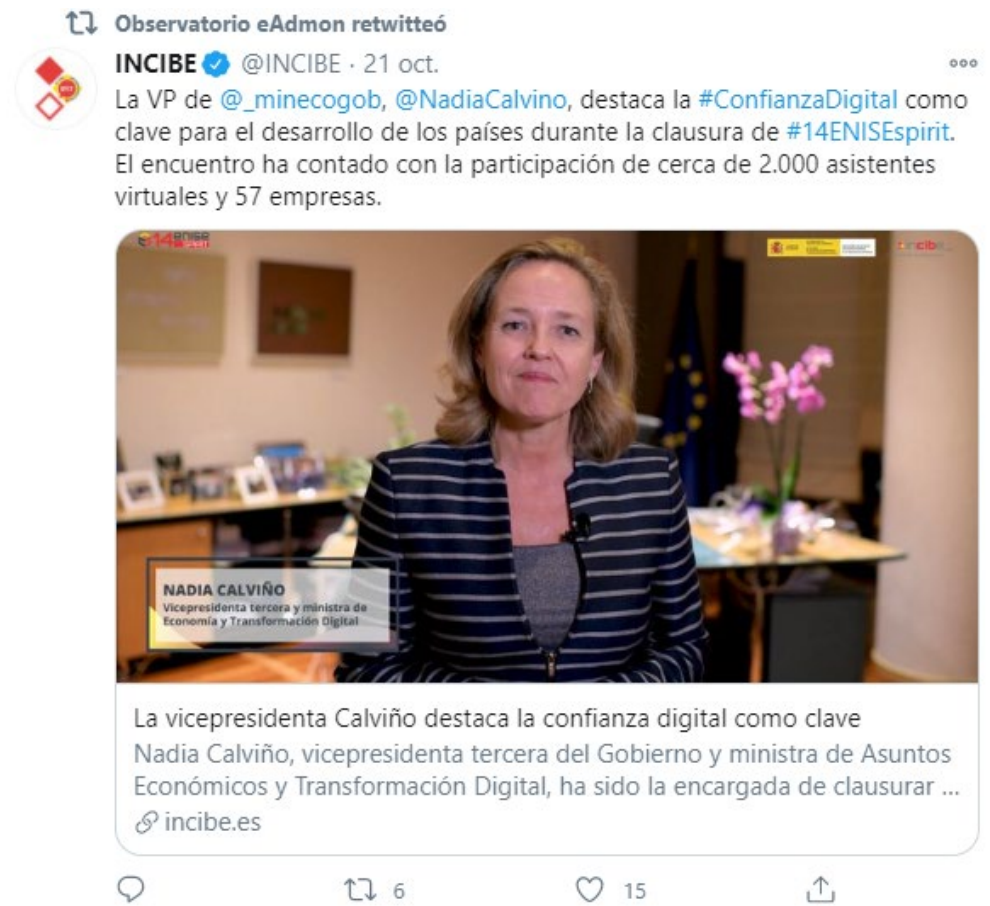 Observatorio eAdmon retwitteó
INCIBE @INCIBE · 21 oct.
La VP de @_minecogob, @NadiaCalvino, destaca la #ConfianzaDigital como
clave para el desarrollo de los países durante la clausura de #14ENISEspirit.
El encuentro ha contado con la participación de cerca de 2.000 asistentes
virtuales y 57 empresas.
14enise
SPIRIT
incibe
NADIA CALVIÑO
Vicepresidenta tercera y ministra de
Economía y Transformación Digital
La vicepresidenta Calviño destaca la confianza digital como clave
Nadia Calviño, vicepresidenta tercera del Gobierno y ministra de Asuntos
Económicos y Transformación Digital, ha sido la encargada de clausurar ...
incibe.es
6
15